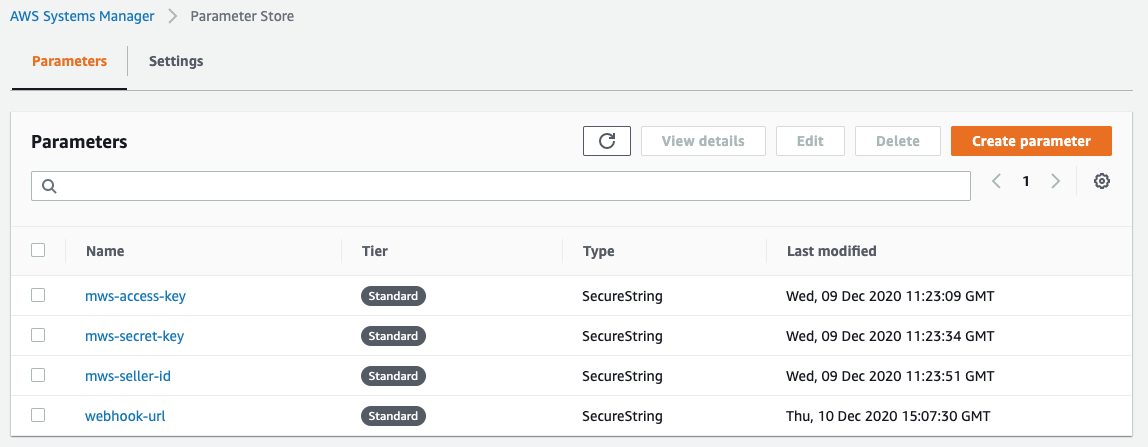 AWS Systems Manager > Parameter Store
Parameters Settings
Parameters View details Edit Delete Create parameter
1
Name Tier Type Last modified
mws-access-key Standard SecureString Wed, 09 Dec 2020 11:23:09 GMT
mws-secret-key Standard SecureString Wed, 09 Dec 2020 11:23:34 GMT
mws-seller-id Standard SecureString Wed, 09 Dec 2020 11:23:51 GMT
webhook-url Standard SecureString Thu, 10 Dec 2020 15:07:30 GMT